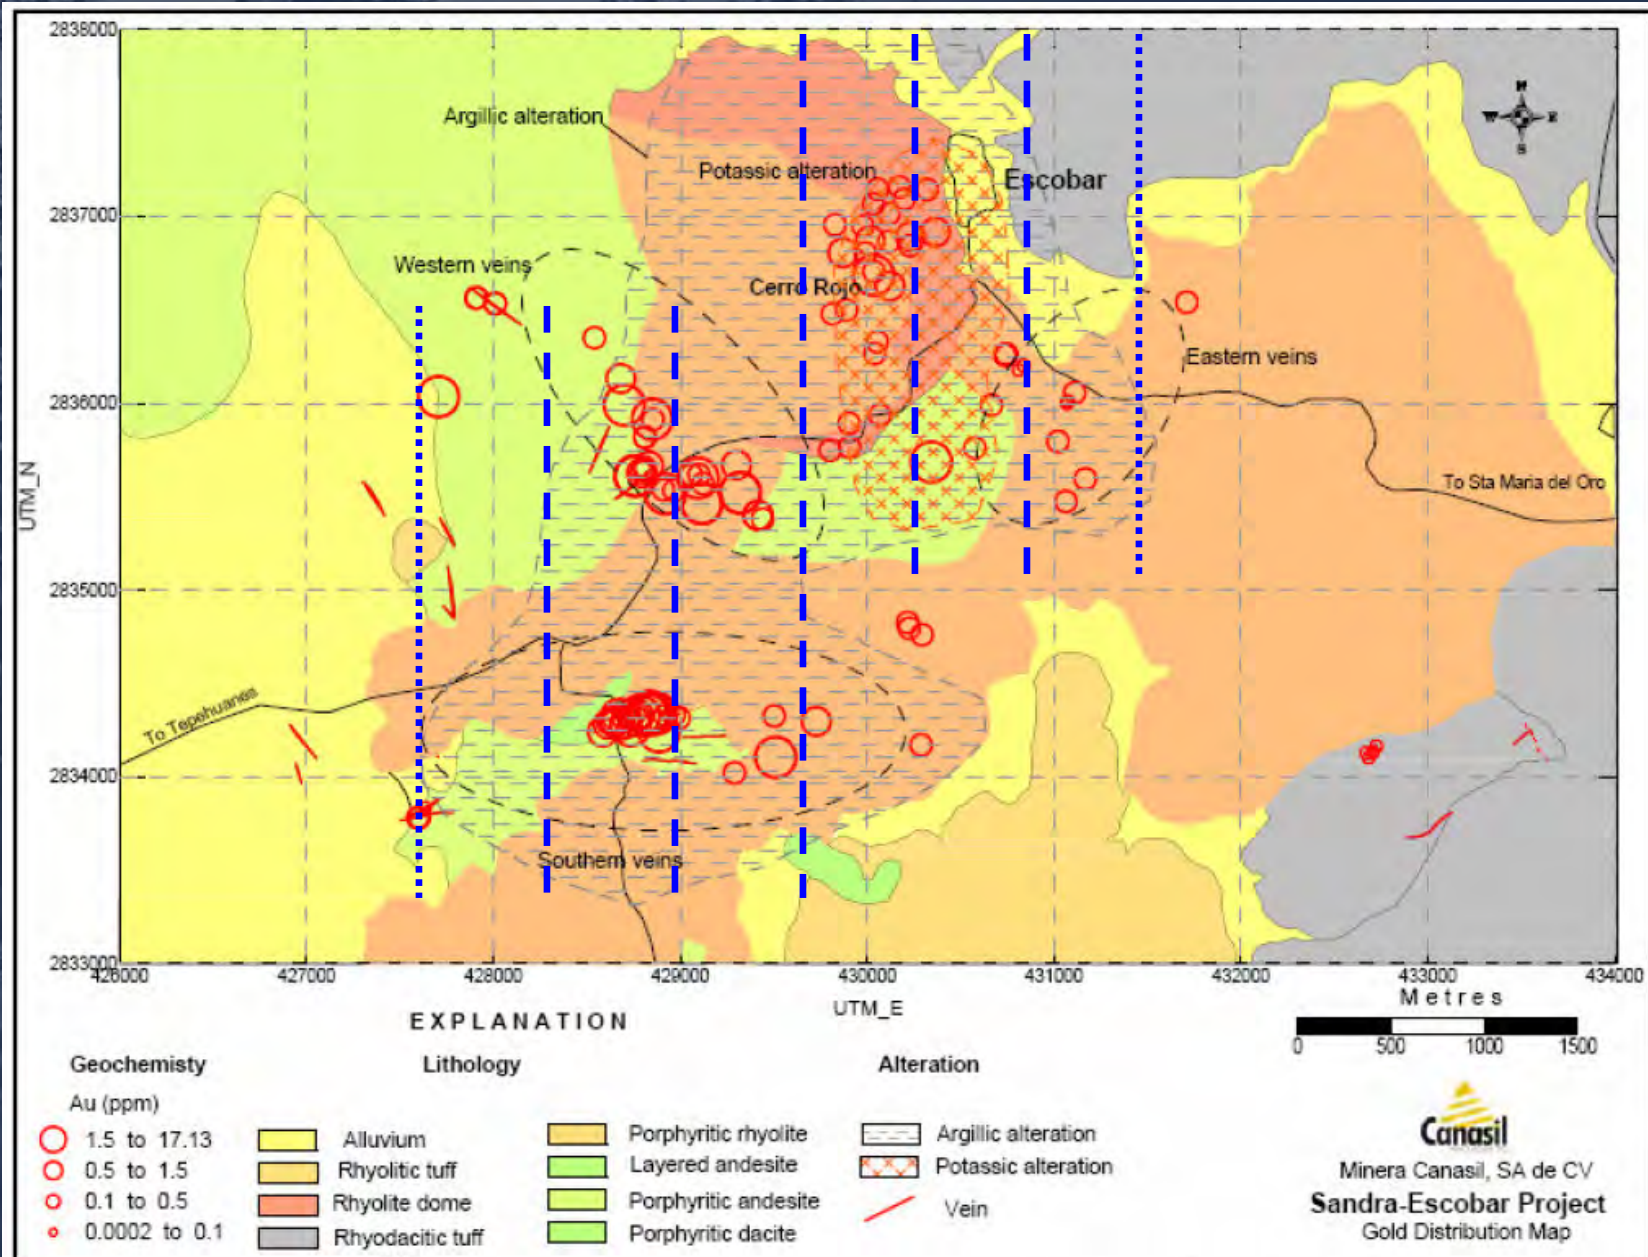 2838000
2837000
2836000
2835000
2834000
2833000
UTM_N
426000
427000
428000
429000
430000
431000
432000
433000
434000
UTM_E
Argillic alteration
Potassic alteration
Escobar
Western veins
Cerro Rojo
Eastern veins
To Sta Maria del Oro
To Tepehuanes
Southern veins
N
W
E
S
Metres
0 500 1000 1500
EXPLANATION
Geochemisty
Au (ppm)
1.5 to 17.13
0.5 to 1.5
0.1 to 0.5
0.0002 to 0.1
Lithology
Alluvium
Rhyolitic tuff
Rhyolite dome
Rhyodacitic tuff
Porphyritic rhyolite
Layered andesite
Porphyritic andesite
Porphyritic dacite
Alteration
Argillic alteration
Potassic alteration
Vein
Canasil
Minera Canasil, SA de CV
Sandra-Escobar Project
Gold Distribution Map